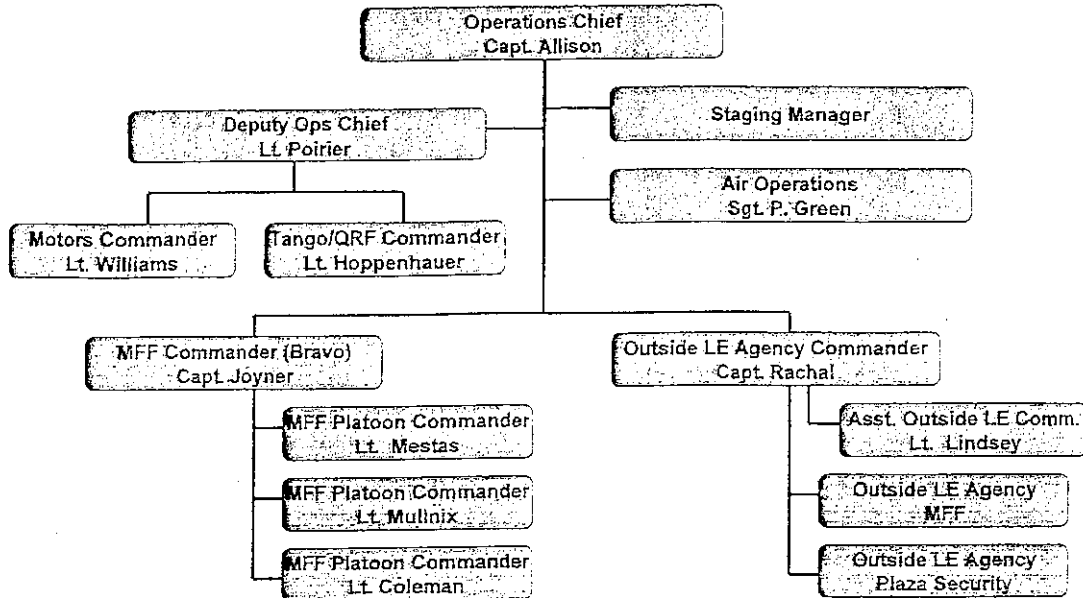 Operations Chief
Capt. Allison
Staging Manager
Deputy Ops Chief
Lt. Poirier
Air Operations
Sgt. P. Green
Motors Commander
Lt. Williams
Tango/QRF Commander
Lt. Hoppenhauer
MFF Commander (Bravo)
Capt. Joyner
Outside LE Agency Commander
Capt. Rachal
MFF Platoon Commander
Lt. Mestas
Asst. Outside LE Comm.
Lt. Lindsey
MFF Platoon Commander
Lt. Mullnix
Outside LE Agency
MFF
MFF Platoon Commander
Lt. Coleman
Outside LE Agency
Plaza Security